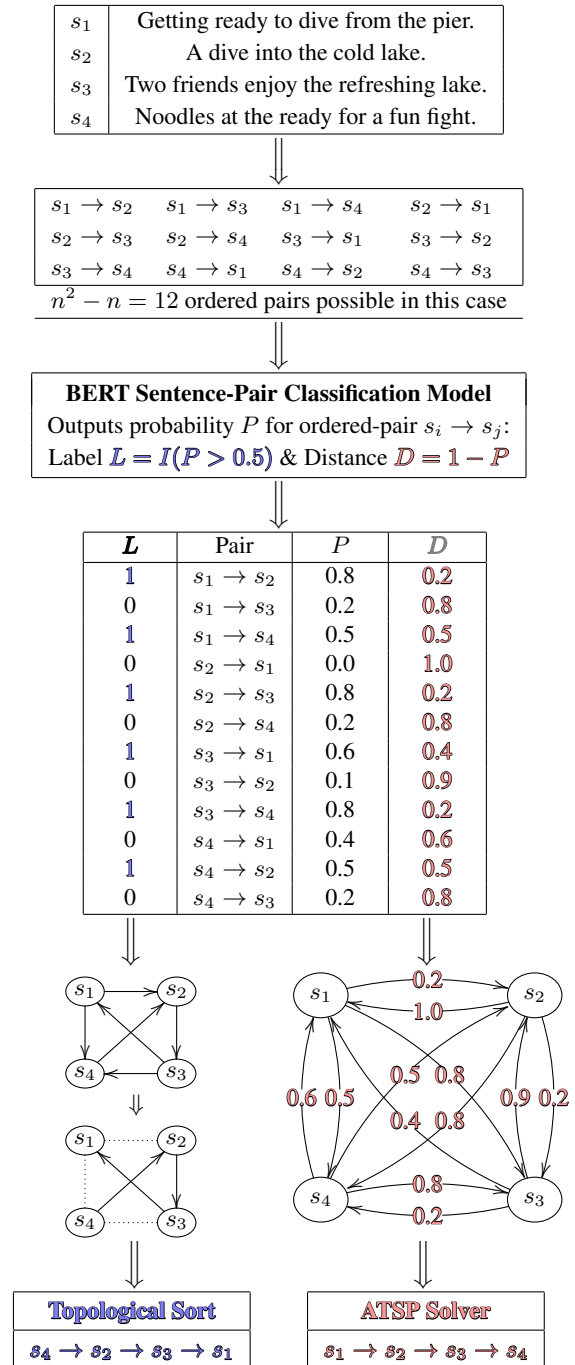 s₁ Getting ready to dive from the pier.
s₂ A dive into the cold lake.
s₃ Two friends enjoy the refreshing lake.
s₄ Noodles at the ready for a fun fight.
s₁ → s₂ s₁ → s₃ s₁ → s₄ s₂ → s₁
s₂ → s₃ s₂ → s₄ s₃ → s₁ s₃ → s₂
s₃ → s₄ s₄ → s₁ s₄ → s₂ s₄ → s₃
n² − n = 12 ordered pairs possible in this case
BERT Sentence-Pair Classification Model
Outputs probability P for ordered-pair sᵢ → sⱼ:
Label L = I(P > 0.5) & Distance D = 1 − P
L Pair P D
1 s₁ → s₂ 0.8 0.2
0 s₁ → s₃ 0.2 0.8
1 s₁ → s₄ 0.5 0.5
0 s₂ → s₁ 0.0 1.0
1 s₂ → s₃ 0.8 0.2
0 s₂ → s₄ 0.2 0.8
1 s₃ → s₁ 0.6 0.4
0 s₃ → s₂ 0.1 0.9
1 s₃ → s₄ 0.8 0.2
0 s₄ → s₁ 0.4 0.6
1 s₄ → s₂ 0.5 0.5
0 s₄ → s₃ 0.2 0.8
s₁ s₂
s₄ s₃
s₁ s₂
s₄ s₃
0.2
s₁ s₂
1.0
0.5 0.8
0.6 0.5 0.9 0.2
0.4 0.8
0.8
s₄ s₃
0.2
Topological Sort
s₄ → s₂ → s₃ → s₁
ATSP Solver
s₁ → s₂ → s₃ → s₄